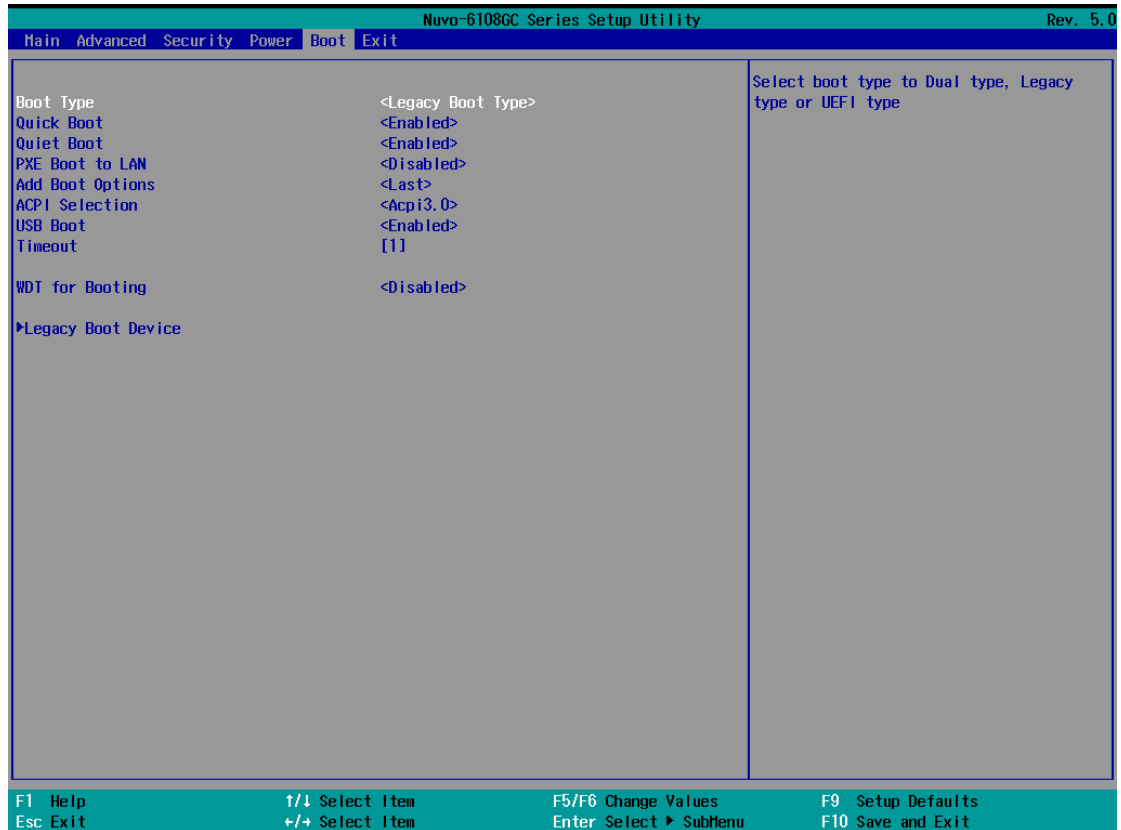 Nuvo-6108GC Series Setup Utility Rev. 5.0
Main Advanced Security Power Boot Exit
Boot Type <Legacy Boot Type>
Quick Boot <Enabled>
Quiet Boot <Enabled>
PXE Boot to LAN <Disabled>
Add Boot Options <Last>
ACPI Selection <Acpi3.0>
USB Boot <Enabled>
Timeout [1]
WDT for Booting <Disabled>
▶Legacy Boot Device
Select boot type to Dual type, Legacy
type or UEFI type
F1 Help ↑/↓ Select Item F5/F6 Change Values F9 Setup Defaults
Esc Exit ←/→ Select Item Enter Select ▶ SubMenu F10 Save and Exit